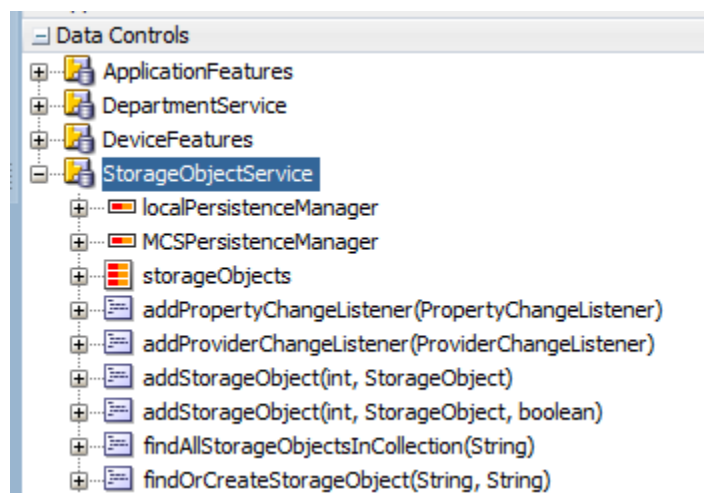 Data Controls
ApplicationFeatures
DepartmentService
DeviceFeatures
StorageObjectService
localPersistenceManager
MCSPersistenceManager
storageObjects
addPropertyChangeListener(PropertyChangeListener)
addProviderChangeListener(ProviderChangeListener)
addStorageObject(int, StorageObject)
addStorageObject(int, StorageObject, boolean)
findAllStorageObjectsInCollection(String)
findOrCreateStorageObject(String, String)